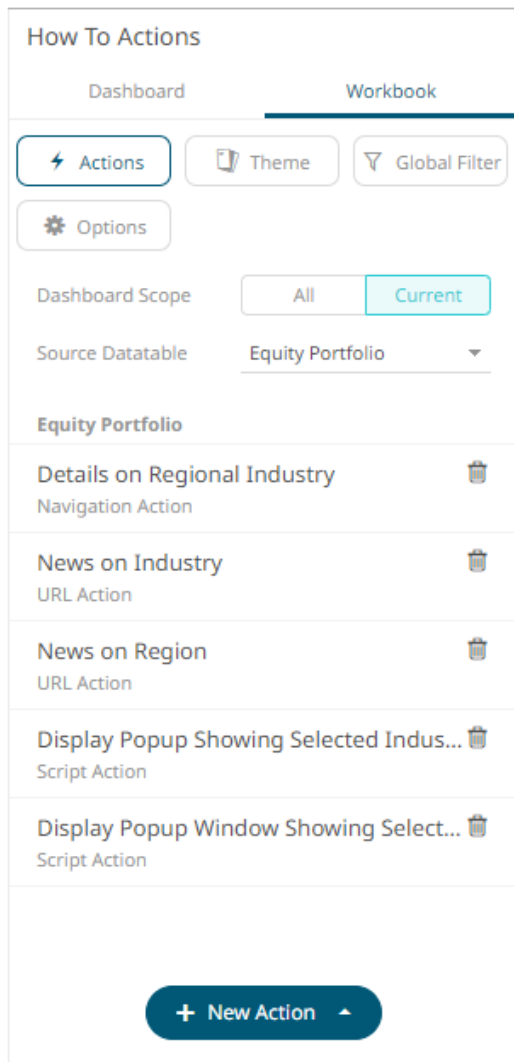 How To Actions
Dashboard Workbook
Actions Theme Global Filter
Options
Dashboard Scope All Current
Source Datatable Equity Portfolio
Equity Portfolio
Details on Regional Industry
Navigation Action
News on Industry
URL Action
News on Region
URL Action
Display Popup Showing Selected Indus...
Script Action
Display Popup Window Showing Select...
Script Action
+ New Action